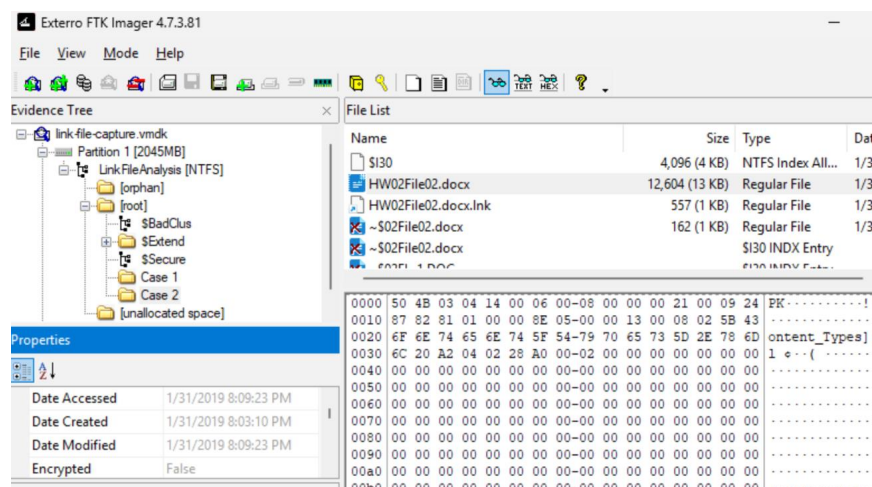 Exterro FTK Imager 4.7.3.81
File View Mode Help
Evidence Tree
link-file-capture.vmdk
Partition 1 [2045MB]
LinkFileAnalysis [NTFS]
[orphan]
[root]
$BadClus
$Extend
$Secure
Case 1
Case 2
[unallocated space]
Properties
Date Accessed 1/31/2019 8:09:23 PM
Date Created 1/31/2019 8:03:10 PM
Date Modified 1/31/2019 8:09:23 PM
Encrypted False
File List
Name Size Type Dat
$I30 4,096 (4 KB) NTFS Index All... 1/3
HW02File02.docx 12,604 (13 KB) Regular File 1/3
HW02File02.docx.lnk 557 (1 KB) Regular File 1/3
~$02File02.docx 162 (1 KB) Regular File 1/3
~$02File02.docx $I30 INDX Entry
0000 50 4B 03 04 14 00 06 00-08 00 00 00 21 00 09 24 PK··········!
0010 87 82 81 01 00 00 8E 05-00 00 13 00 08 02 5B 43 ·············
0020 6F 6E 74 65 6E 74 5F 54-79 70 65 73 5D 2E 78 6D ontent_Types]
0030 6C 20 A2 04 02 28 A0 00-02 00 00 00 00 00 00 00 l ¢··( ······
0040 00 00 00 00 00 00 00 00-00 00 00 00 00 00 00 00 ·············
0050 00 00 00 00 00 00 00 00-00 00 00 00 00 00 00 00 ·············
0060 00 00 00 00 00 00 00 00-00 00 00 00 00 00 00 00 ·············
0070 00 00 00 00 00 00 00 00-00 00 00 00 00 00 00 00 ·············
0080 00 00 00 00 00 00 00 00-00 00 00 00 00 00 00 00 ·············
0090 00 00 00 00 00 00 00 00-00 00 00 00 00 00 00 00 ·············
00a0 00 00 00 00 00 00 00 00-00 00 00 00 00 00 00 00 ·············